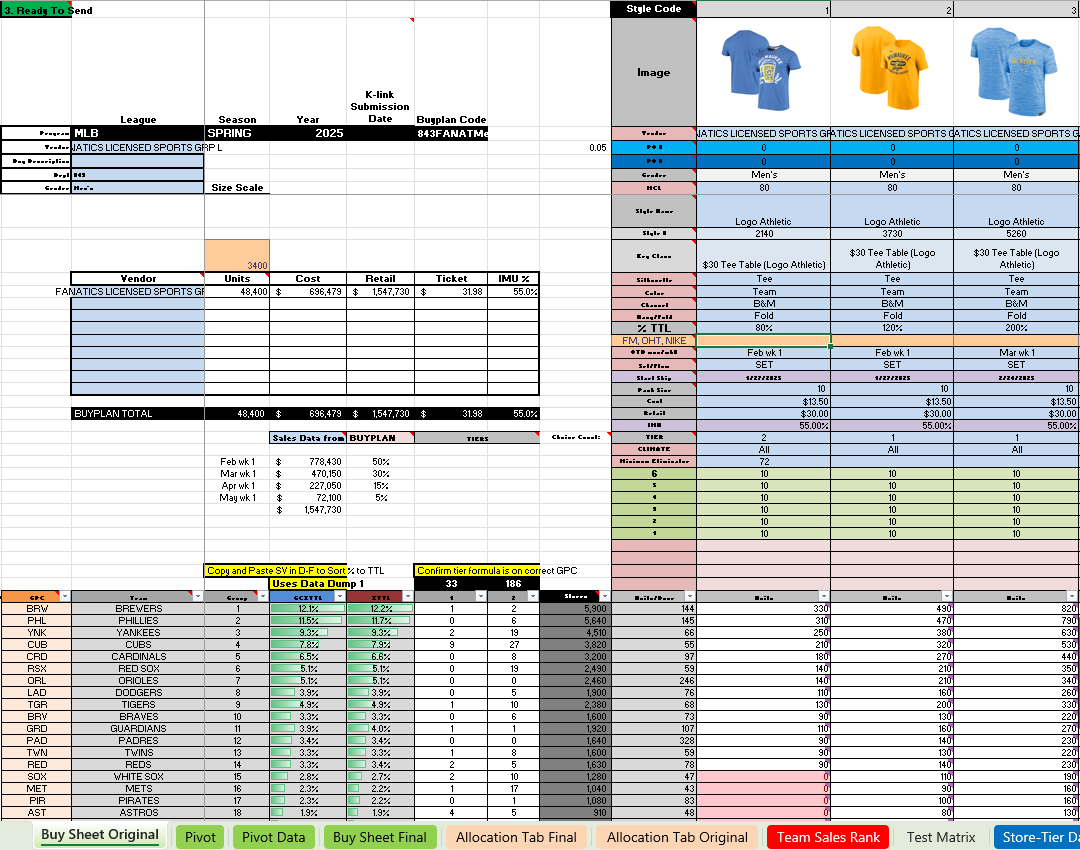 3. Ready To Send
Style Code 1 2 3
Image
K-link
Submission
Date
League Season Year Buyplan Code
Program MLB SPRING 2025 843FANATMe
Vendor NATICS LICENSED SPORTS GRP L 0.05
Buy Description
Dept 843
Gender Men's Size Scale
Vendor NATICS LICENSED SPORTS GF ATICS LICENSED SPORTS GF ATICS LICENSED SPORTS G
PO # 0 0 0
PO # 0 0 0
Gender Men's Men's Men's
MCL 80 80 80
Style Name Logo Athletic Logo Athletic Logo Athletic
Style # 2140 3730 5260
Key Class $30 Tee Table (Logo Athletic) $30 Tee Table (Logo Athletic) $30 Tee Table (Logo Athletic)
3400
Vendor Units Cost Retail Ticket IMU %
FANATICS LICENSED SPORTS GF 48,400 $ 696,479 $ 1,547,730 $ 31.98 55.0%
BUYPLAN TOTAL 48,400 $ 696,479 $ 1,547,730 $ 31.98 55.0%
Silhouette Tee Tee Tee
Color Team Team Team
Channel B&M B&M B&M
Hang/Fold Fold Fold Fold
% TTL 80% 120% 200%
FM, OHT, NIKE
Feb wk 1 Feb wk 1 Mar wk 1
Set/Flow SET SET SET
Start Ship 1/27/2025 1/27/2025 2/24/2025
Pack Size 10 10 10
Cost $13.50 $13.50 $13.50
Retail $30.00 $30.00 $30.00
IMU 55.00% 55.00% 55.00%
Sales Data from BUYPLAN TIERS Choice Count:
Feb wk 1 $ 778,430 50%
Mar wk 1 $ 470,150 30%
Apr wk 1 $ 227,050 15%
May wk 1 $ 72,100 5%
$ 1,547,730
TIER 2 1 1
CLIMATE All All All
Minimum Eliminator 72
6 10 10 10
5 10 10 10
4 10 10 10
3 10 10 10
2 10 10 10
1 10 10 10
Copy and Paste SV in D-F to Sort % to TTL Confirm tier formula is on correct GPC
Uses Data Dump 1 33 186
GPC Team Group GCXTTL XTTL 1 2 Stores Units/Door Units Units Units
BRW BREWERS 1 12.1% 12.2% 1 2 5,900 144 330 490 820
PHL PHILLIES 2 11.5% 11.7% 0 6 5,640 145 310 470 790
YNK YANKEES 3 9.3% 9.3% 2 19 4,510 66 250 380 630
CUB CUBS 4 7.8% 7.9% 9 27 3,820 55 210 320 530
CRD CARDINALS 5 6.5% 6.6% 0 8 3,200 97 180 270 440
RSX RED SOX 6 5.1% 5.1% 0 19 2,490 59 140 210 350
ORL ORIOLES 7 5.1% 5.1% 0 0 2,460 246 140 210 340
LAD DODGERS 8 3.9% 3.9% 0 5 1,900 76 110 160 260
TGR TIGERS 9 4.9% 4.9% 1 10 2,380 68 130 200 330
BRV BRAVES 10 3.3% 3.3% 0 6 1,600 73 90 130 220
GRD GUARDIANS 11 3.9% 4.0% 1 1 1,920 107 110 160 270
PAD PADRES 12 3.4% 3.4% 0 0 1,640 328 90 140 230
TWN TWINS 13 3.3% 3.3% 1 8 1,600 59 90 130 220
RED REDS 14 3.3% 3.4% 2 5 1,630 78 90 140 230
SOX WHITE SOX 15 2.8% 2.7% 2 10 1,280 47 0 110 190
MET METS 16 2.3% 2.2% 1 17 1,040 43 0 90 160
PIR PIRATES 17 2.3% 2.2% 0 1 1,080 83 0 100 160
AST ASTROS 18 1.9% 1.9% 4 5 910 48 0 80 130
Buy Sheet Original Pivot Pivot Data Buy Sheet Final Allocation Tab Final Allocation Tab Original Team Sales Rank Test Matrix Store-Tier Da